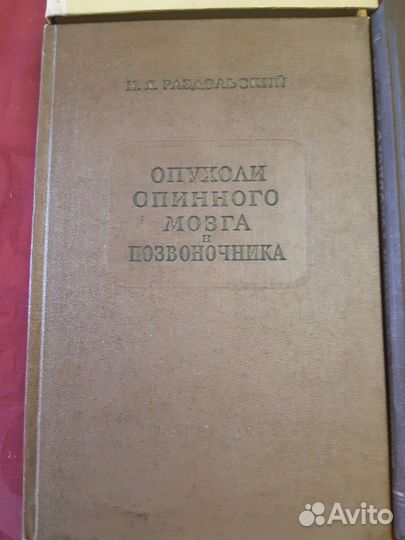 И. Я. РАЗДОЛЬСКИЙ
ОПУХОЛИ
СПИННОГО
МОЗГА
и
ПОЗВОНОЧНИКА
Avito